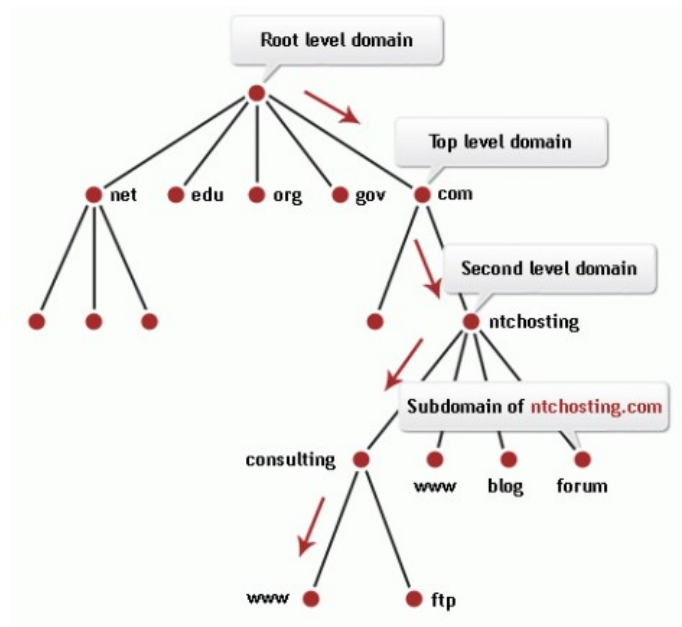 Root level domain
Top level domain
net
edu
org
gov
com
Second level domain
ntchosting
Subdomain of ntchosting.com
consulting
www
blog
forum
www
ftp